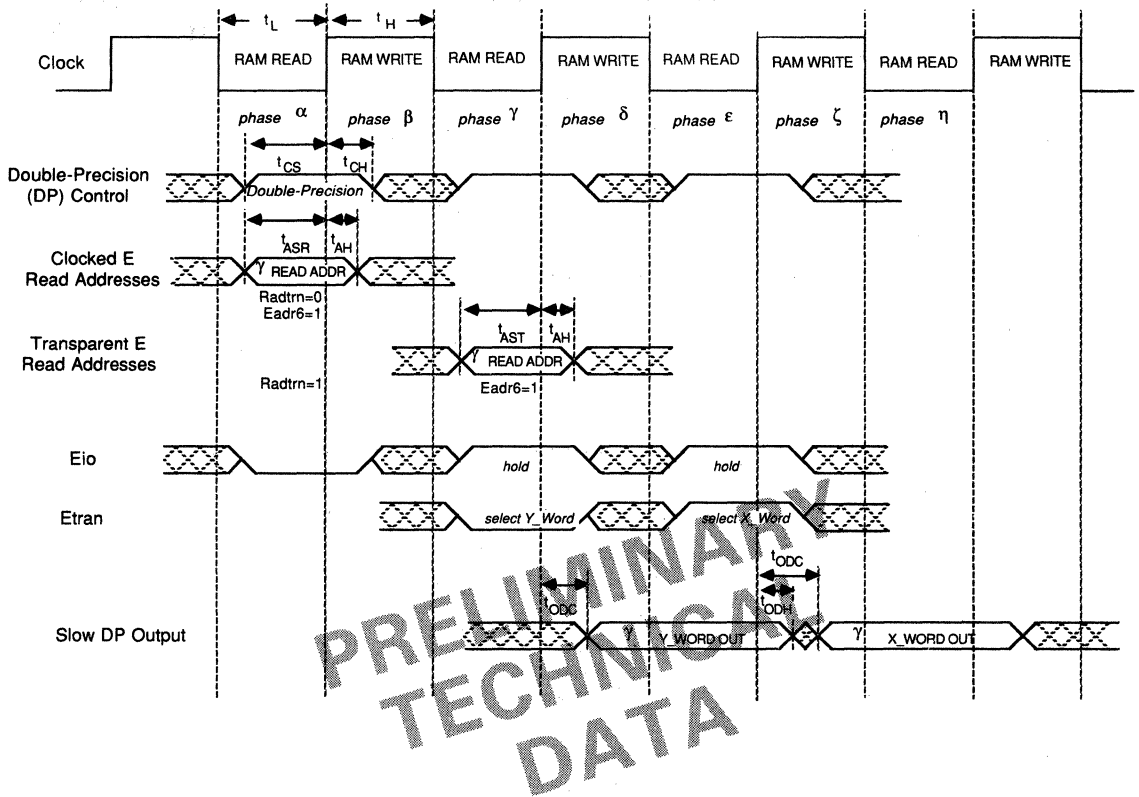 t_L t_H
Clock RAM READ RAM WRITE RAM READ RAM WRITE RAM READ RAM WRITE RAM READ RAM WRITE
phase α phase β phase γ phase δ phase ε phase ζ phase η
t_CS t_CH
Double-Precision
(DP) Control
Double-Precision
t_ASR t_AH
Clocked E
Read Addresses
γ READ ADDR
Radtrn=0
Eadr6=1
t_AST t_AH
Transparent E
Read Addresses
γ READ ADDR
Radtrn=1 Eadr6=1
Eio hold hold
Etran select Y_Word select X_Word
t_ODC
t_ODC t_ODH
Slow DP Output γ Y_WORD OUT γ X_WORD OUT
PRELIMINARY
TECHNICAL
DATA